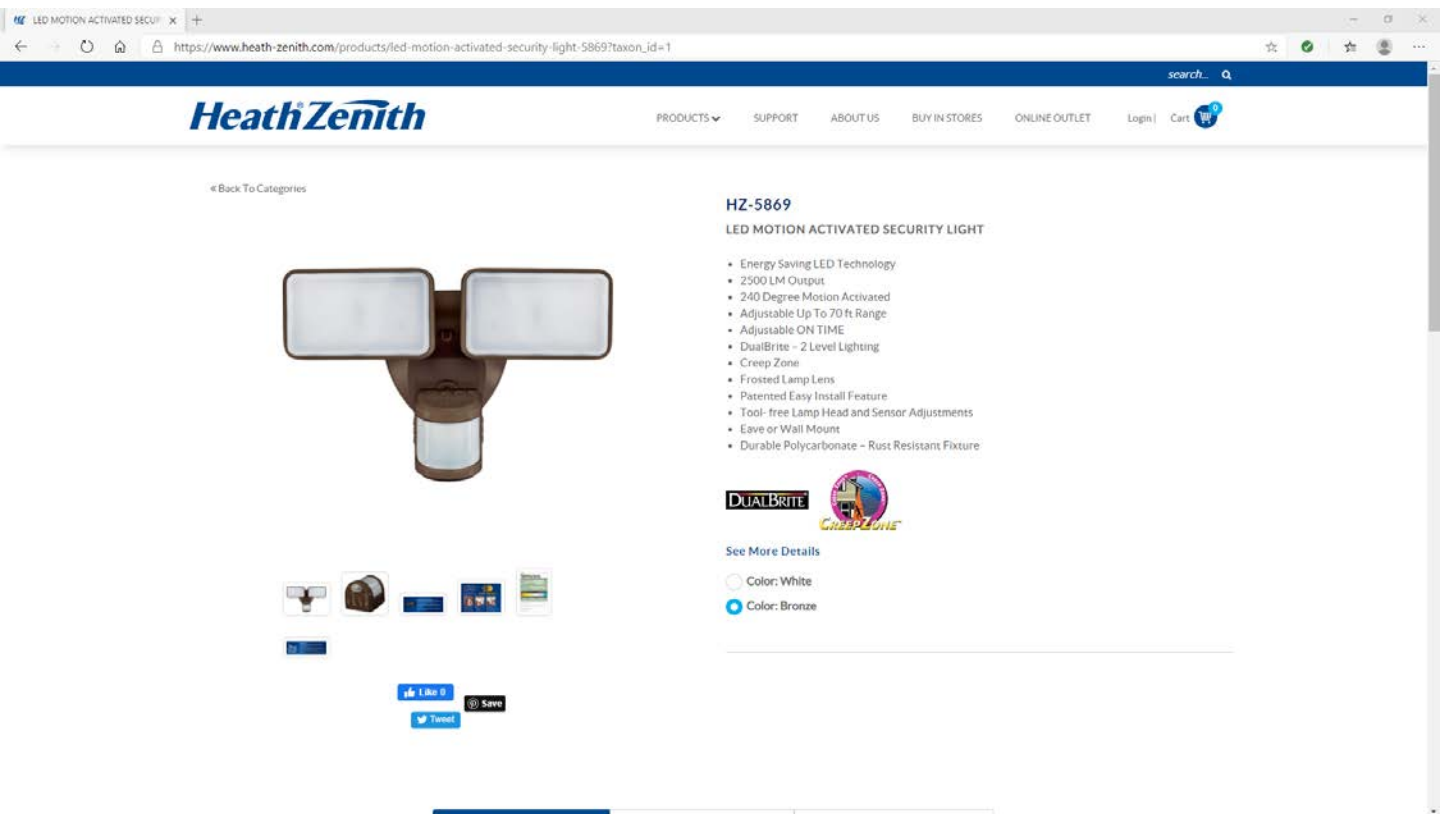 HZ LED MOTION ACTIVATED SECUR
https://www.heath-zenith.com/products/led-motion-activated-security-light-5869?taxon_id=1
search...
Heath Zenith
PRODUCTS SUPPORT ABOUT US BUY IN STORES ONLINE OUTLET Login | Cart 0
« Back To Categories
HZ-5869
LED MOTION ACTIVATED SECURITY LIGHT
• Energy Saving LED Technology
• 2500 LM Output
• 240 Degree Motion Activated
• Adjustable Up To 70 ft Range
• Adjustable ON TIME
• DualBrite – 2 Level Lighting
• Creep Zone
• Frosted Lamp Lens
• Patented Easy Install Feature
• Tool- free Lamp Head and Sensor Adjustments
• Eave or Wall Mount
• Durable Polycarbonate – Rust Resistant Fixture
DUALBRITE
CREEPZONE
See More Details
Color: White
Color: Bronze
Like 0
Save
Tweet